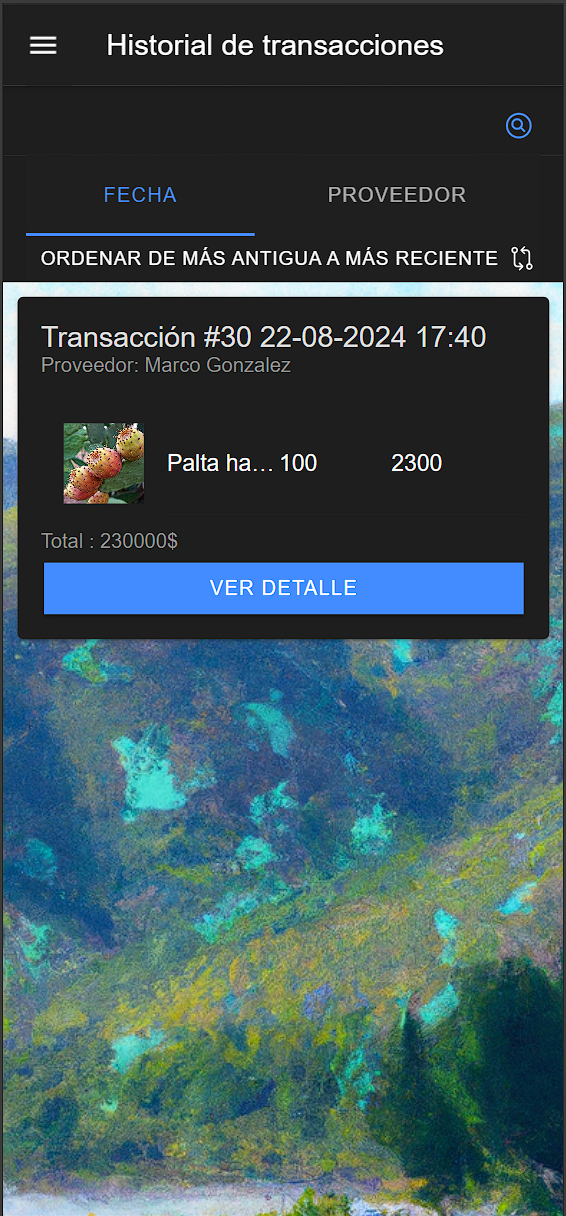 Historial de transacciones
FECHA PROVEEDOR
ORDENAR DE MÁS ANTIGUA A MÁS RECIENTE
Transacción #30 22-08-2024 17:40
Proveedor: Marco Gonzalez
Palta ha… 100 2300
Total : 230000$
VER DETALLE